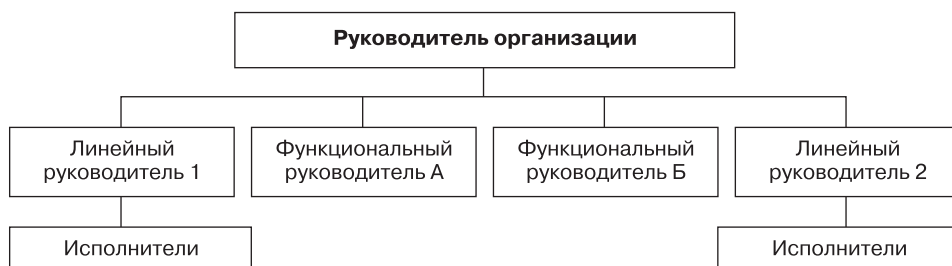 Руководитель организации
Линейный
руководитель 1
Функциональный
руководитель А
Функциональный
руководитель Б
Линейный
руководитель 2
Исполнители
Исполнители